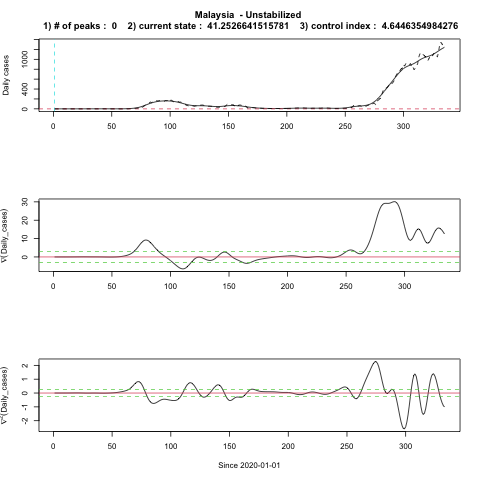 Malaysia - Unstabilized
1) # of peaks : 0 2) current state : 41.2526641515781 3) control index : 4.6446354984276
Daily cases
0 400 1000
0 50 100 150 200 250 300
∇(Daily_cases)
0 10 20 30
0 50 100 150 200 250 300
∇²(Daily_cases)
-2 -1 0 1 2
0 50 100 150 200 250 300
Since 2020-01-01